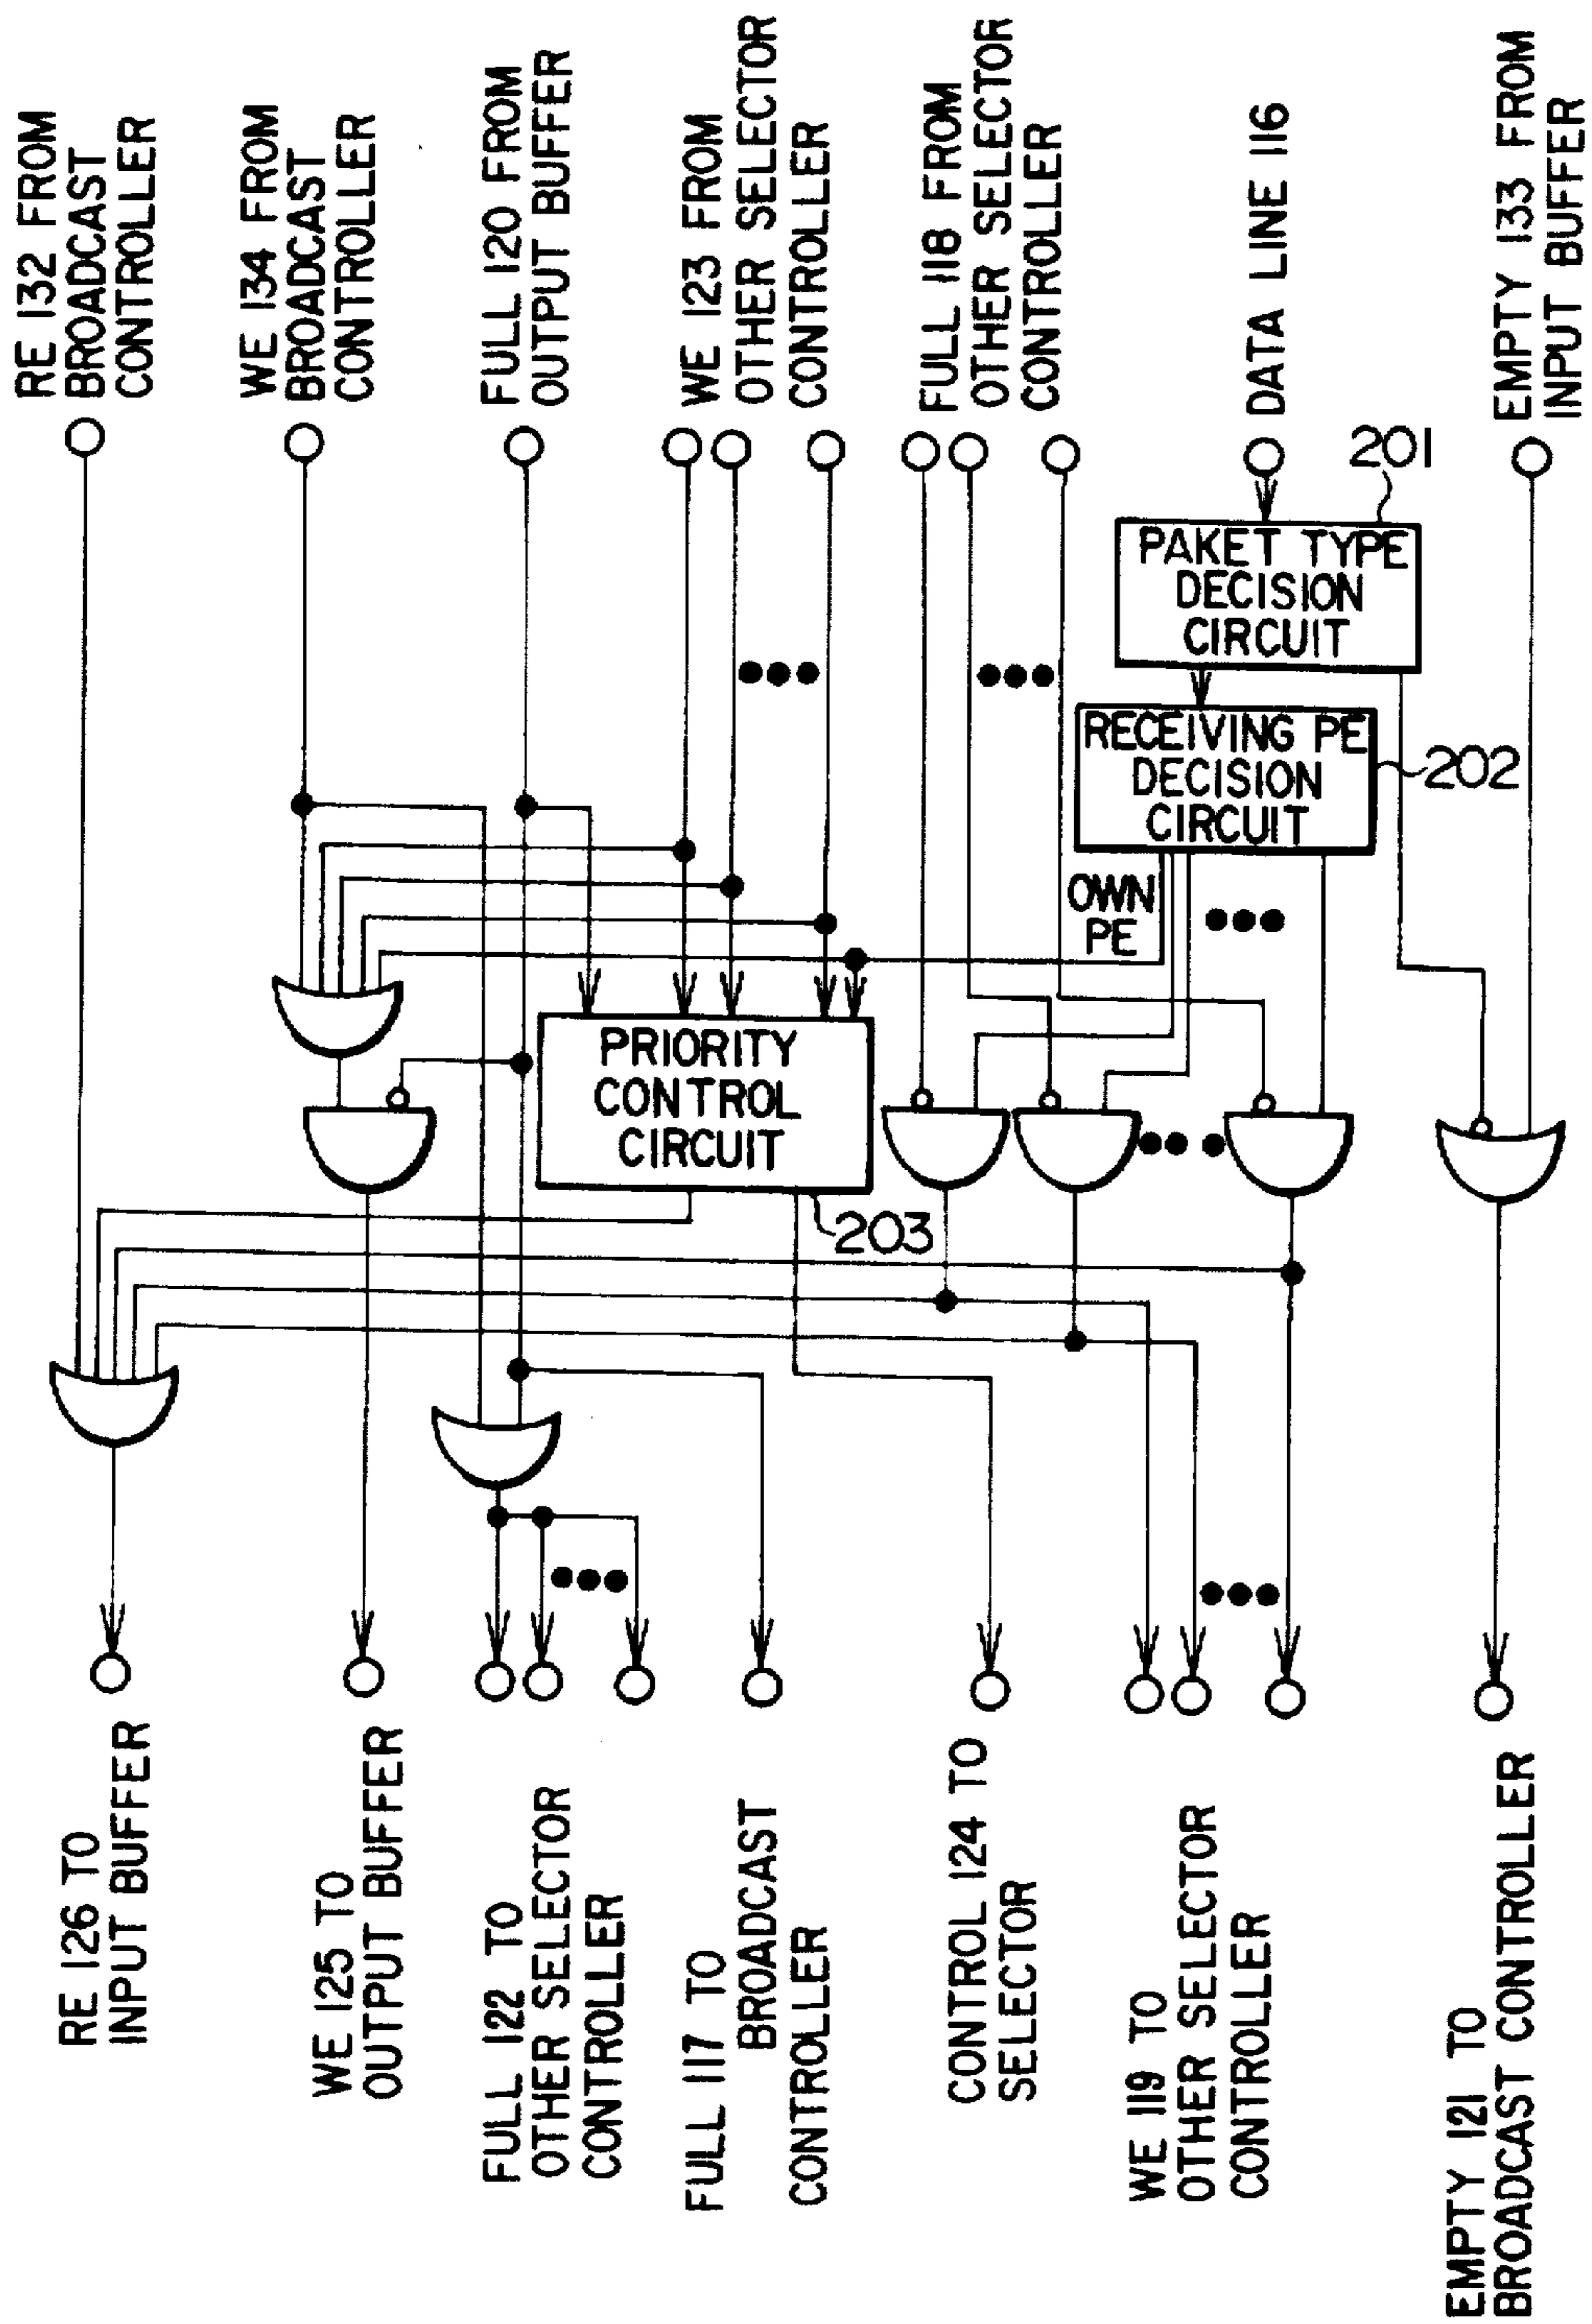 RE 132 FROM
BROADCAST
CONTROLLER
WE 134 FROM
BROADCAST
CONTROLLER
FULL 120 FROM
OUTPUT BUFFER
WE 123 FROM
OTHER SELECTOR
CONTROLLER
FULL 118 FROM
OTHER SELECTOR
CONTROLLER
DATA LINE 116
EMPTY 133 FROM
INPUT BUFFER
201
PAKET TYPE
DECISION
CIRCUIT
RECEIVING PE
DECISION
CIRCUIT
202
OWN
PE
PRIORITY
CONTROL
CIRCUIT
203
RE 126 TO
INPUT BUFFER
WE 125 TO
OUTPUT BUFFER
FULL 122 TO
OTHER SELECTOR
CONTROLLER
FULL 117 TO
BROADCAST
CONTROLLER
CONTROL 124 TO
SELECTOR
WE 119 TO
OTHER SELECTOR
CONTROLLER
EMPTY 121 TO
BROADCAST CONTROLLER